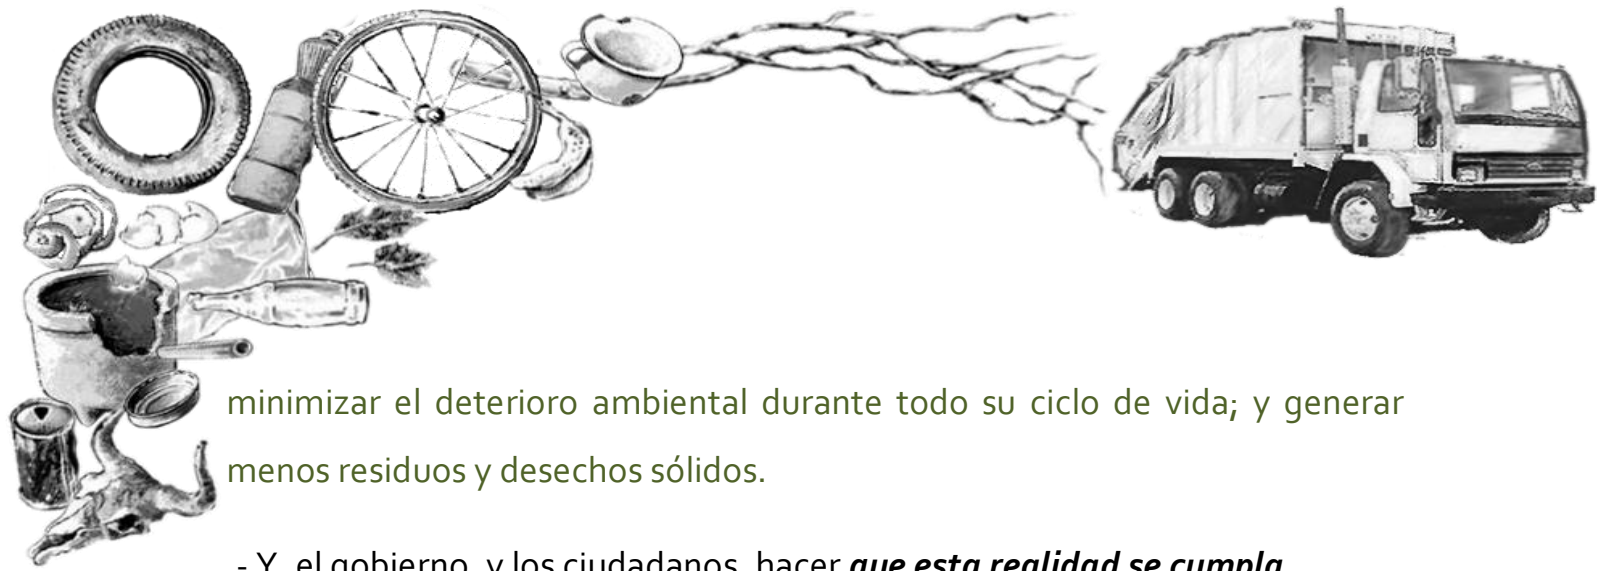 minimizar el deterioro ambiental durante todo su ciclo de vida; y generar
menos residuos y desechos sólidos.
- Y, el gobierno, y los ciudadanos, hacer que esta realidad se cumpla.